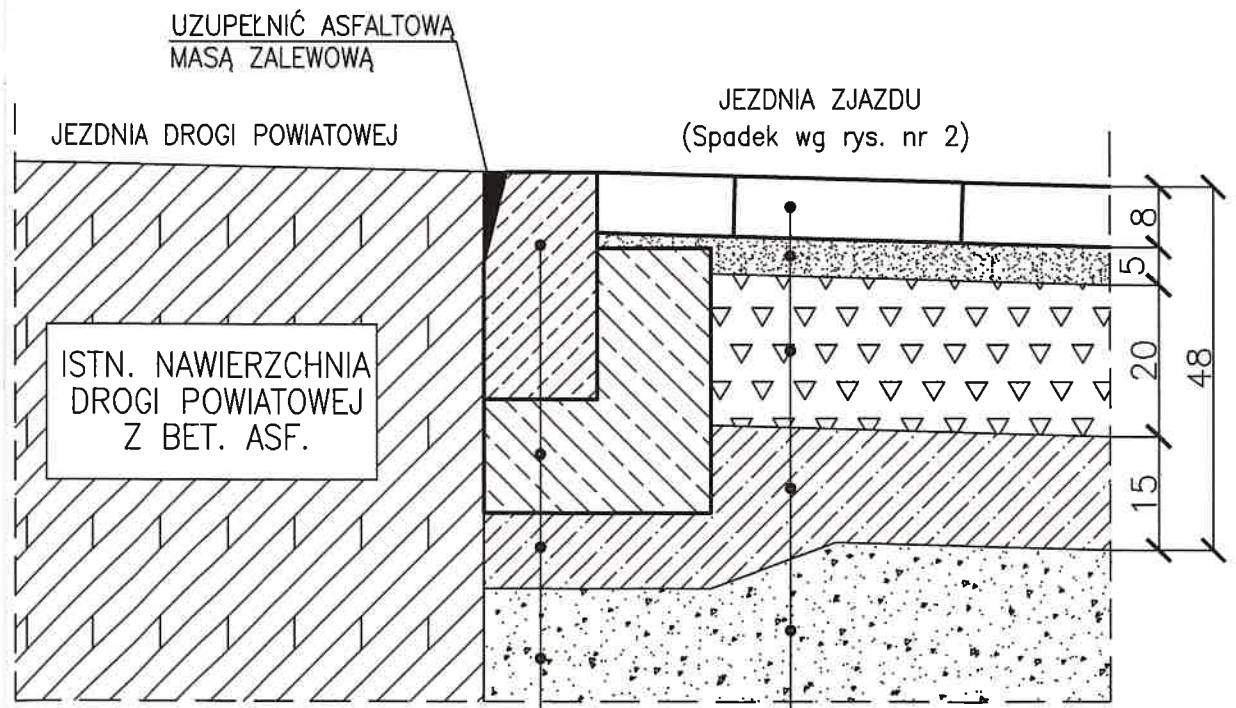 UZUPEŁNIĆ ASFALTOWĄ
MASĄ ZALEWOWĄ
JEZDNIA DROGI POWIATOWEJ
JEZDNIA ZJAZDU
(Spadek wg rys. nr 2)
ISTN. NAWIERZCHNIA
DROGI POWIATOWEJ
Z BET. ASF.
8
5
20
15
48